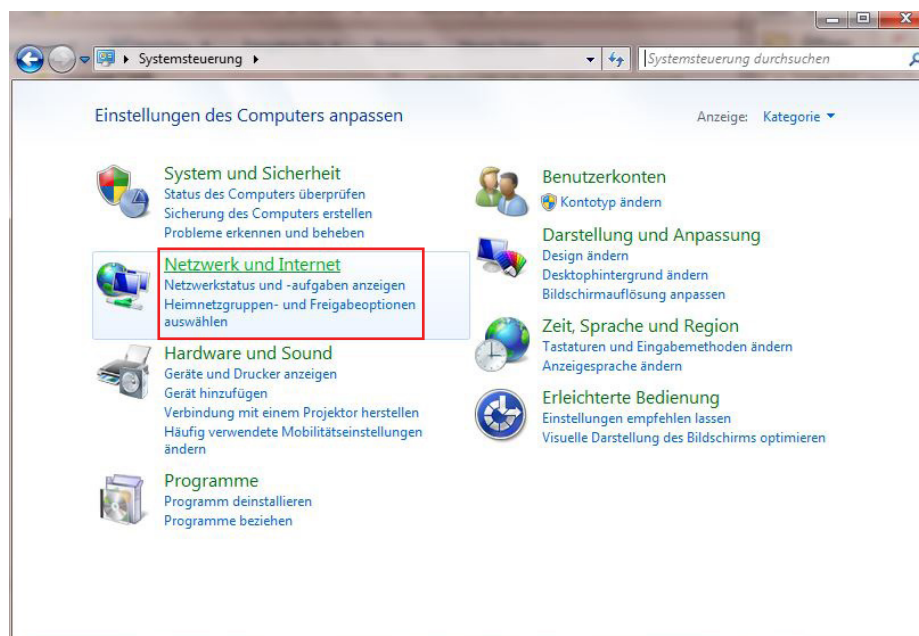 Systemsteuerung
Systemsteuerung durchsuchen
Einstellungen des Computers anpassen
Anzeige: Kategorie
System und Sicherheit
Status des Computers überprüfen
Sicherung des Computers erstellen
Probleme erkennen und beheben
Netzwerk und Internet
Netzwerkstatus und -aufgaben anzeigen
Heimnetzgruppen- und Freigabeoptionen
auswählen
Hardware und Sound
Geräte und Drucker anzeigen
Gerät hinzufügen
Verbindung mit einem Projektor herstellen
Häufig verwendete Mobilitätseinstellungen
ändern
Programme
Programm deinstallieren
Programme beziehen
Benutzerkonten
Kontotyp ändern
Darstellung und Anpassung
Design ändern
Desktophintergrund ändern
Bildschirmauflösung anpassen
Zeit, Sprache und Region
Tastaturen und Eingabemethoden ändern
Anzeigesprache ändern
Erleichterte Bedienung
Einstellungen empfehlen lassen
Visuelle Darstellung des Bildschirms optimieren